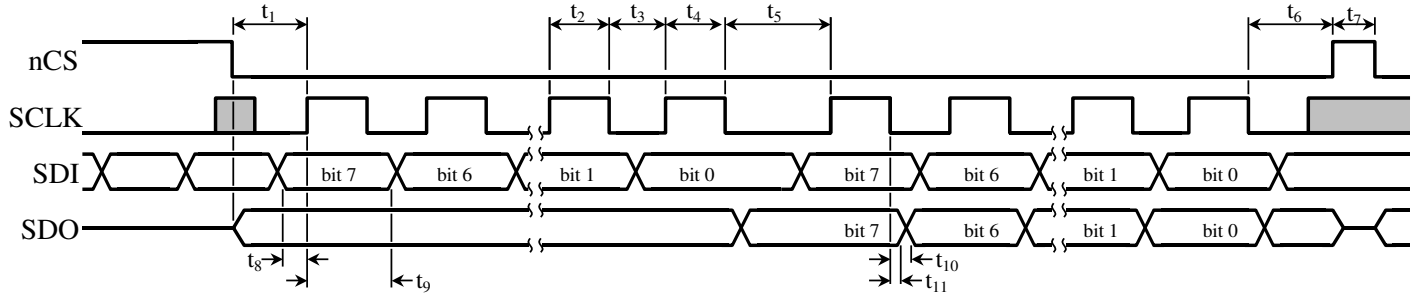 t1 t2 t3 t4 t5 t6 t7
nCS
SCLK
SDI bit 7 bit 6 bit 1 bit 0 bit 7 bit 6 bit 1 bit 0
SDO bit 7 bit 6 bit 1 bit 0
t8 t10
t9 t11